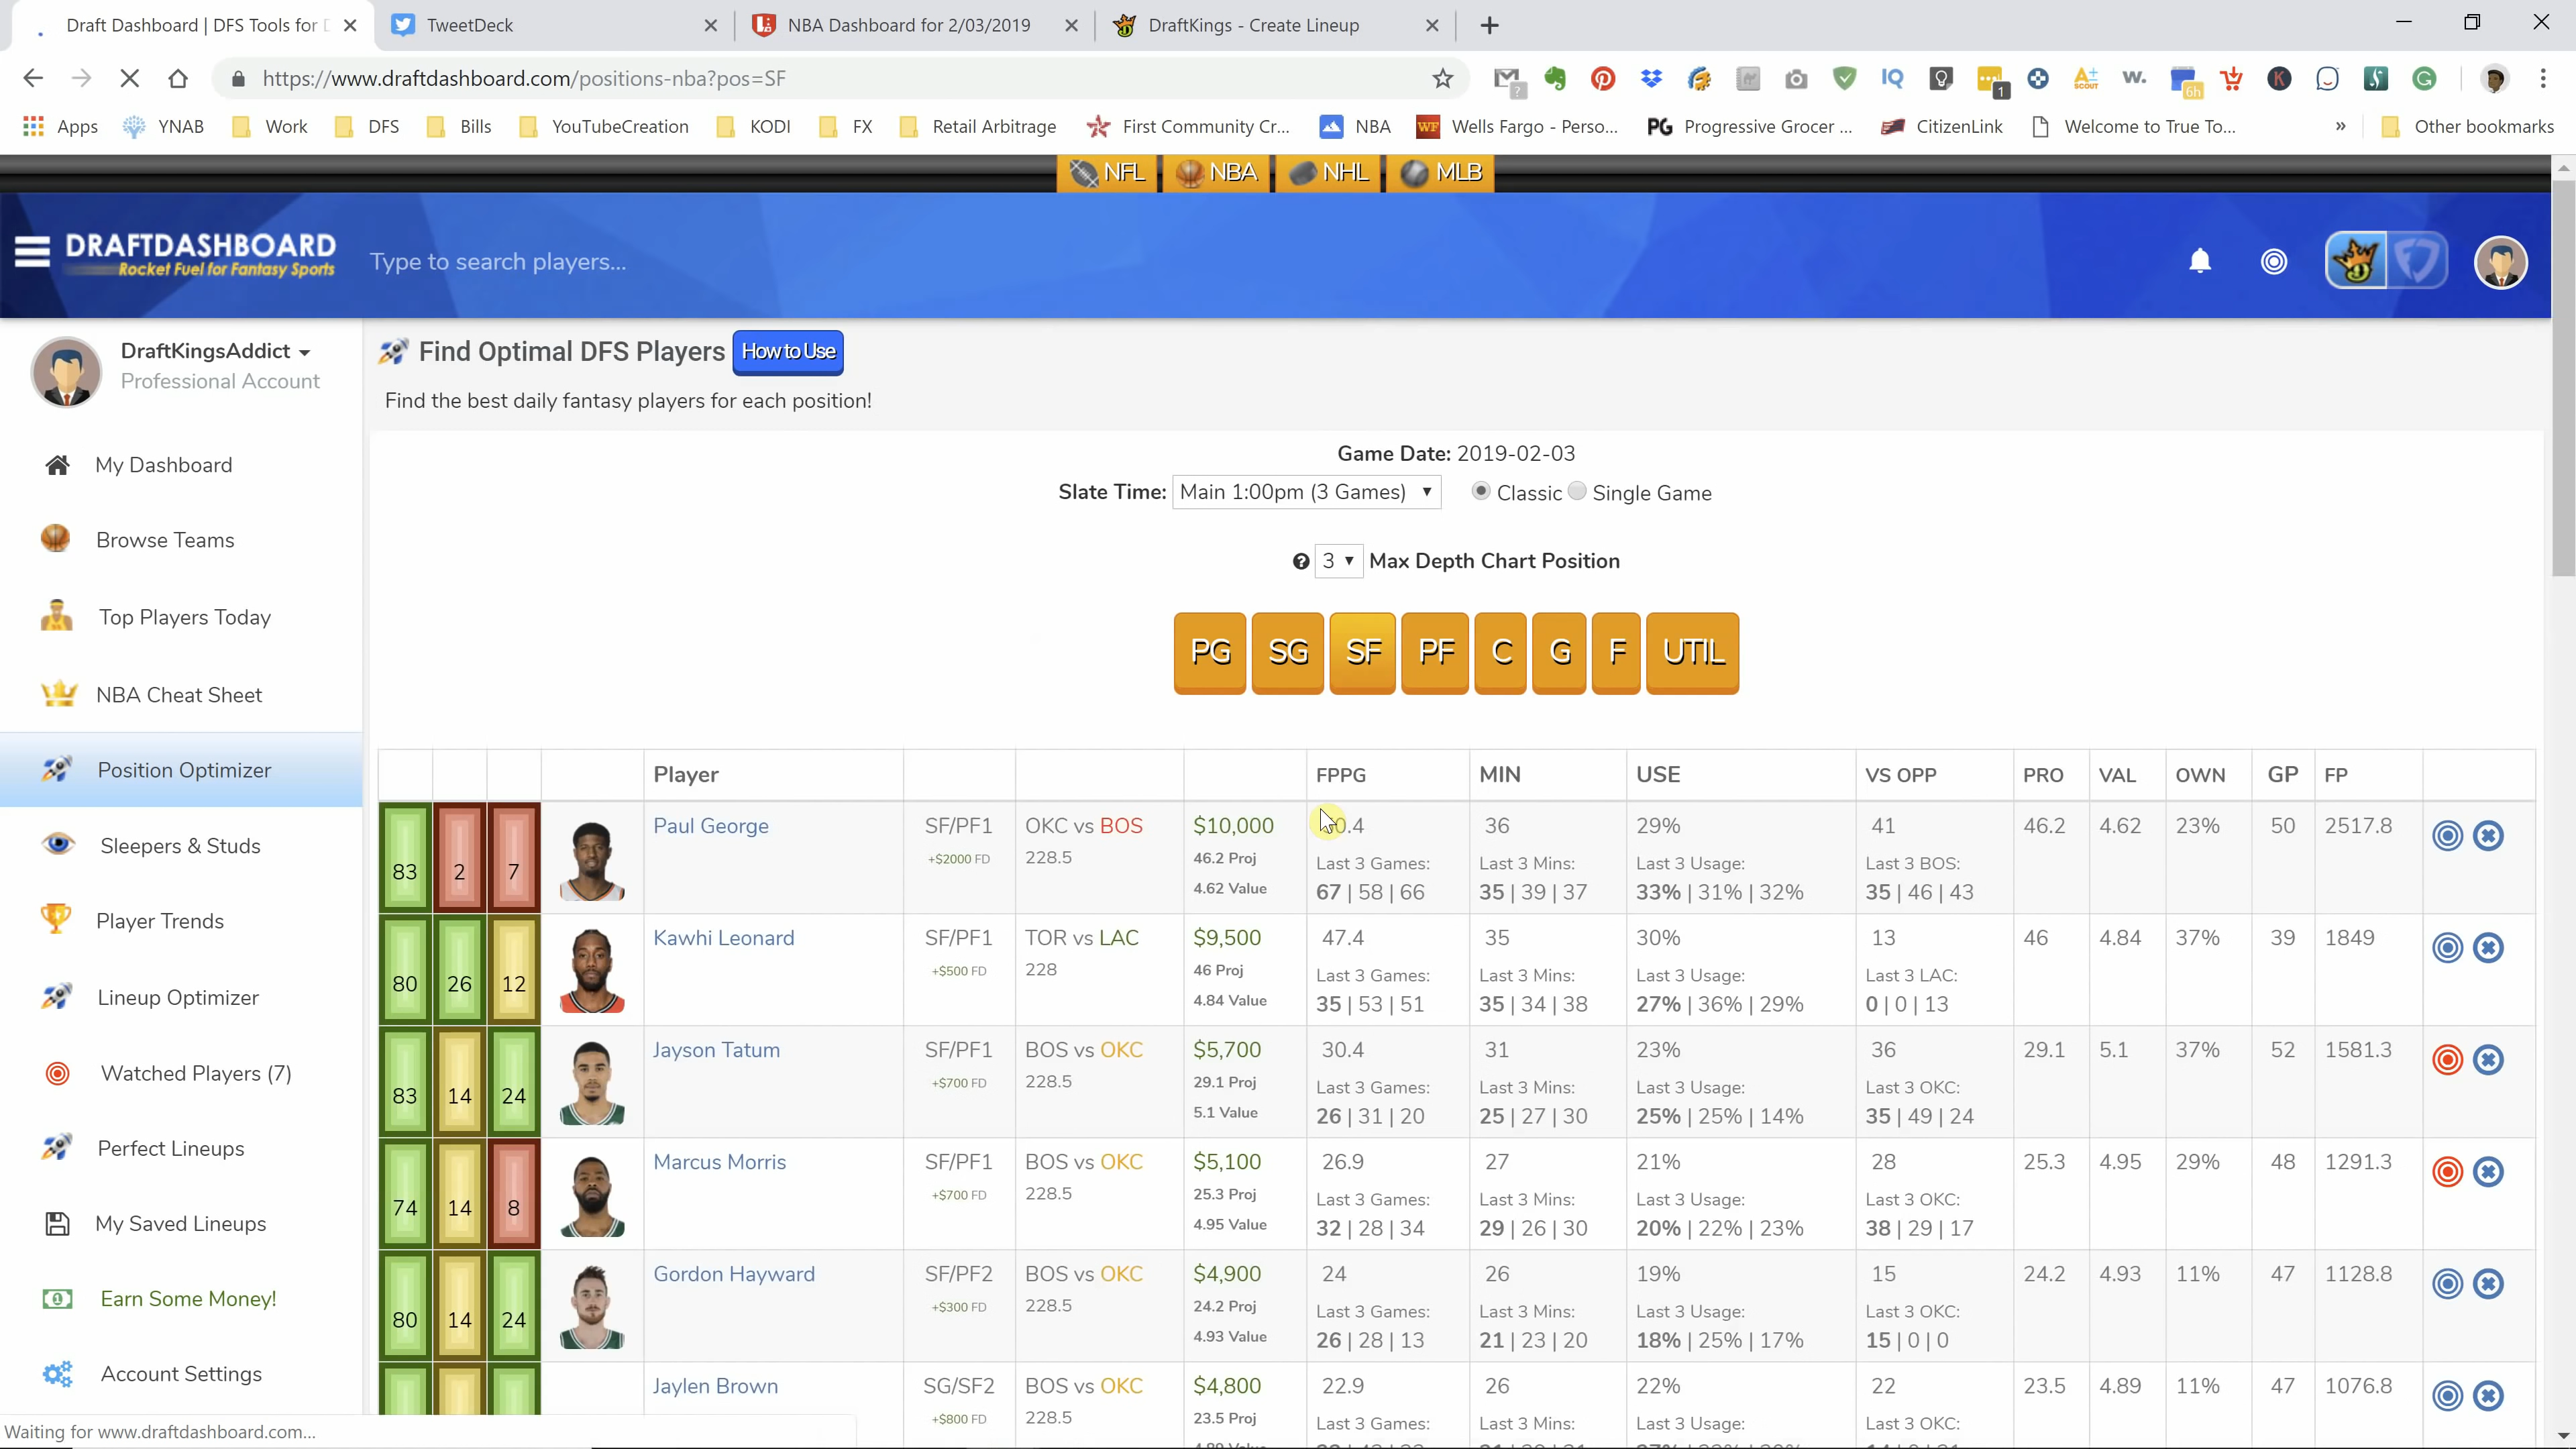 Draft Dashboard | DFS Tools for D
TweetDeck
NBA Dashboard for 2/03/2019
DraftKings - Create Lineup
https://www.draftdashboard.com/positions-nba?pos=SF
Apps YNAB Work DFS Bills YouTubeCreation KODI FX Retail Arbitrage First Community Cr... NBA Wells Fargo - Perso... Progressive Grocer ... CitizenLink Welcome to True To... » Other bookmarks
NFL NBA NHL MLB
DRAFTDASHBOARD
Rocket Fuel for Fantasy Sports
Type to search players...
DraftKingsAddict
Professional Account
My Dashboard
Browse Teams
Top Players Today
NBA Cheat Sheet
Position Optimizer
Sleepers & Studs
Player Trends
Lineup Optimizer
Watched Players (7)
Perfect Lineups
My Saved Lineups
Earn Some Money!
Account Settings
Waiting for www.draftdashboard.com...
Find Optimal DFS Players How to Use
Find the best daily fantasy players for each position!
Game Date: 2019-02-03
Slate Time: Main 1:00pm (3 Games) Classic Single Game
3 Max Depth Chart Position
PG SG SF PF C G F UTIL
Player FPPG MIN USE VS OPP PRO VAL OWN GP FP
Paul George SF/PF1 OKC vs BOS $10,000 0.4 36 29% 41 46.2 4.62 23% 50 2517.8
+$2000 FD 228.5 46.2 Proj Last 3 Games: Last 3 Mins: Last 3 Usage: Last 3 BOS:
83 2 7 4.62 Value 67 | 58 | 66 35 | 39 | 37 33% | 31% | 32% 35 | 46 | 43
Kawhi Leonard SF/PF1 TOR vs LAC $9,500 47.4 35 30% 13 46 4.84 37% 39 1849
+$500 FD 228 46 Proj Last 3 Games: Last 3 Mins: Last 3 Usage: Last 3 LAC:
80 26 12 4.84 Value 35 | 53 | 51 35 | 34 | 38 27% | 36% | 29% 0 | 0 | 13
Jayson Tatum SF/PF1 BOS vs OKC $5,700 30.4 31 23% 36 29.1 5.1 37% 52 1581.3
+$700 FD 228.5 29.1 Proj Last 3 Games: Last 3 Mins: Last 3 Usage: Last 3 OKC:
83 14 24 5.1 Value 26 | 31 | 20 25 | 27 | 30 25% | 25% | 14% 35 | 49 | 24
Marcus Morris SF/PF1 BOS vs OKC $5,100 26.9 27 21% 28 25.3 4.95 29% 48 1291.3
+$700 FD 228.5 25.3 Proj Last 3 Games: Last 3 Mins: Last 3 Usage: Last 3 OKC:
74 14 8 4.95 Value 32 | 28 | 34 29 | 26 | 30 20% | 22% | 23% 38 | 29 | 17
Gordon Hayward SF/PF2 BOS vs OKC $4,900 24 26 19% 15 24.2 4.93 11% 47 1128.8
+$300 FD 228.5 24.2 Proj Last 3 Games: Last 3 Mins: Last 3 Usage: Last 3 OKC:
80 14 24 4.93 Value 26 | 28 | 13 21 | 23 | 20 18% | 25% | 17% 15 | 0 | 0
Jaylen Brown SG/SF2 BOS vs OKC $4,800 22.9 26 22% 22 23.5 4.89 11% 47 1076.8
+$800 FD 228.5 23.5 Proj Last 3 Games: Last 3 Mins: Last 3 Usage: Last 3 OKC: